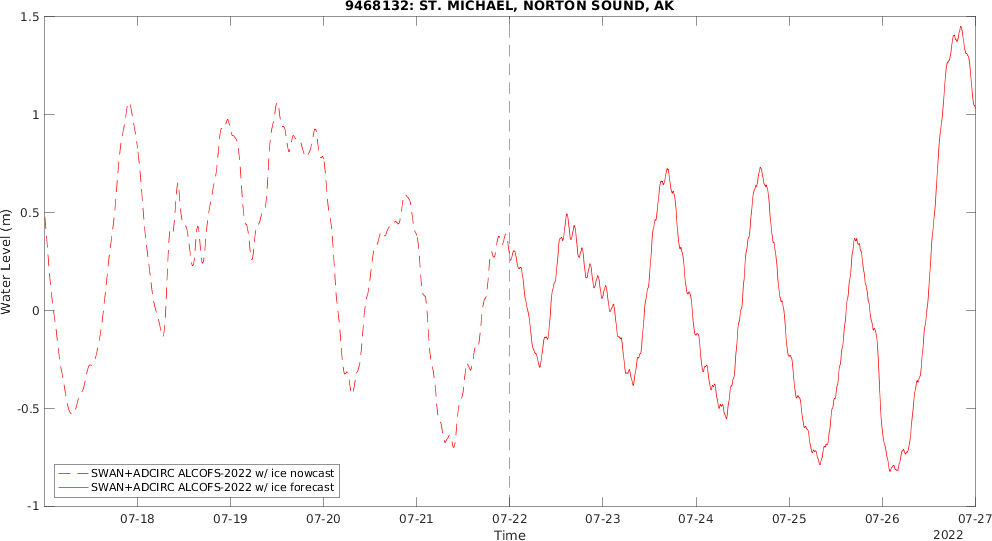 9468132: ST. MICHAEL, NORTON SOUND, AK
Water Level (m)
1.5
1
0.5
0
-0.5
-1
SWAN+ADCIRC ALCOFS-2022 w/ ice nowcast
SWAN+ADCIRC ALCOFS-2022 w/ ice forecast
07-18 07-19 07-20 07-21 07-22 07-23 07-24 07-25 07-26 07-27
Time
2022